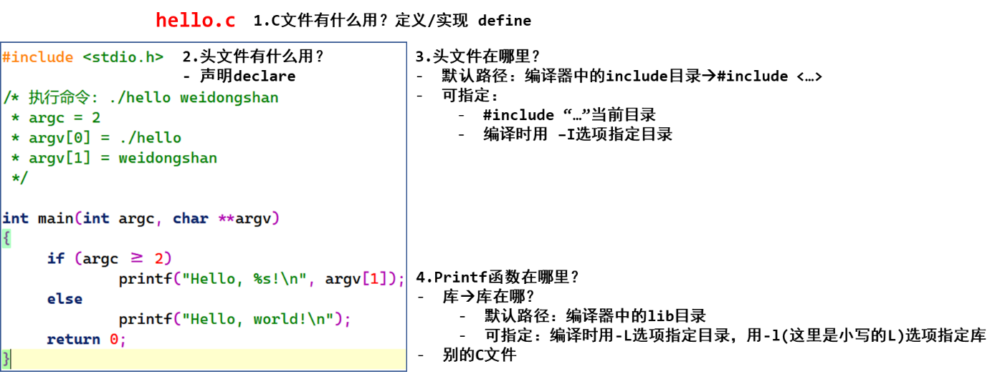 hello.c 1.C文件有什么用？定义/实现 define
#include <stdio.h> 2.头文件有什么用？
- 声明declare
/* 执行命令: ./hello weidongshan
* argc = 2
* argv[0] = ./hello
* argv[1] = weidongshan
*/
int main(int argc, char **argv)
{
if (argc ≥ 2)
printf("Hello, %s!\n", argv[1]);
else
printf("Hello, world!\n");
return 0;
}
3.头文件在哪里？
- 默认路径：编译器中的include目录→#include <…>
- 可指定：
- #include “…”当前目录
- 编译时用 –I选项指定目录
4.Printf函数在哪里？
- 库→库在哪？
- 默认路径：编译器中的lib目录
- 可指定：编译时用-L选项指定目录，用-l(这里是小写的L)选项指定库
- 别的C文件